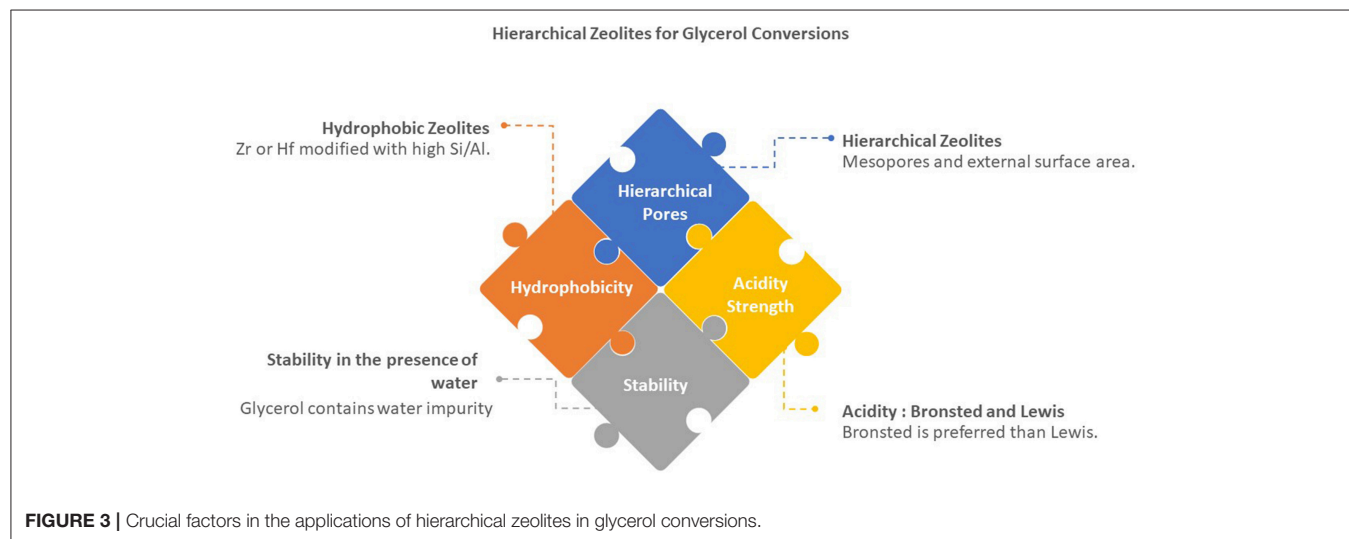 Hierarchical Zeolites for Glycerol Conversions
Hydrophobic Zeolites
Zr or Hf modified with high Si/Al.
Hierarchical Zeolites
Mesopores and external surface area.
Hierarchical
Pores
Hydrophobicity
Acidity
Strength
Stability
Stability in the presence of
water
Glycerol contains water impurity
Acidity : Bronsted and Lewis
Bronsted is preferred than Lewis.
FIGURE 3 | Crucial factors in the applications of hierarchical zeolites in glycerol conversions.